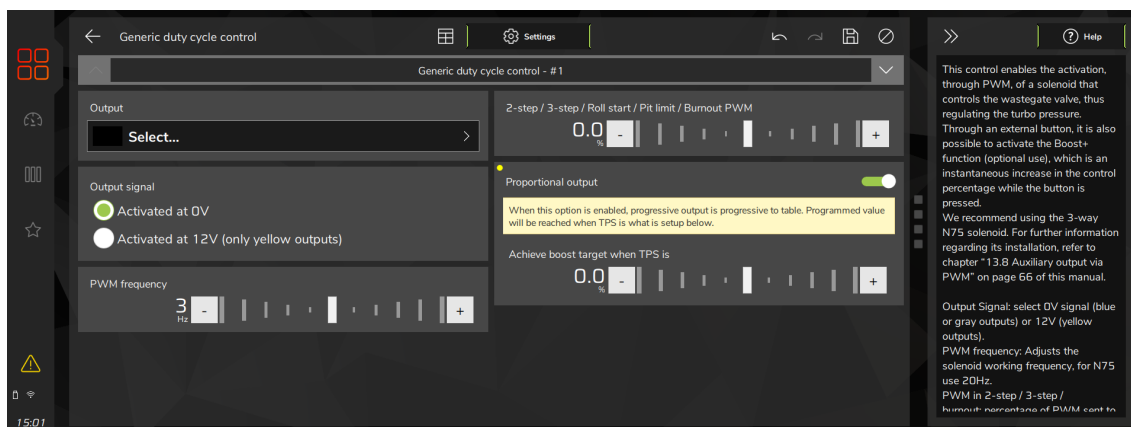 Generic duty cycle control
Settings
Help
Generic duty cycle control - #1
Output
Select...
Output signal
Activated at 0V
Activated at 12V (only yellow outputs)
PWM frequency
3
Hz
-
+
2-step / 3-step / Roll start / Pit limit / Burnout PWM
0.0
%
-
+
Proportional output
When this option is enabled, progressive output is progressive to table. Programmed value
will be reached when TPS is what is setup below.
Achieve boost target when TPS is
0.0
%
-
+
This control enables the activation,
through PWM, of a solenoid that
controls the wastegate valve, thus
regulating the turbo pressure.
Through an external button, it is also
possible to activate the Boost+
function (optional use), which is an
instantaneous increase in the control
percentage while the button is
pressed.
We recommend using the 3-way
N75 solenoid. For further information
regarding its installation, refer to
chapter "13.8 Auxiliary output via
PWM" on page 66 of this manual.
Output Signal: select 0V signal (blue
or gray outputs) or 12V (yellow
outputs).
PWM frequency: Adjusts the
solenoid working frequency, for N75
use 20Hz.
PWM in 2-step / 3-step /
burnout: percentage of PWM sent to
15:01